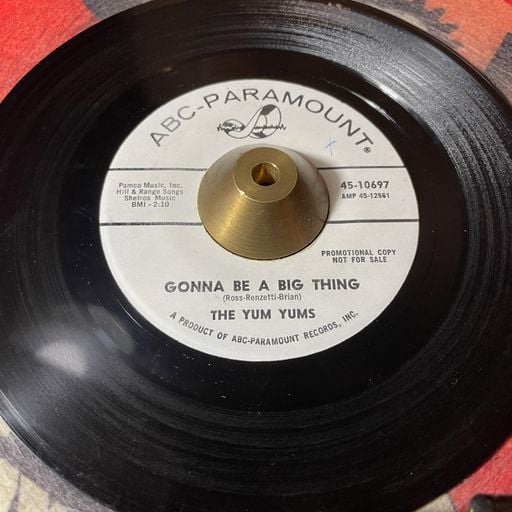 ABC-PARAMOUNT®
X
Pamco Music, Inc.
Hill & Range Songs
Shelros Music
BMI - 2:10
45-10697
AMP 45-12661
PROMOTIONAL COPY
NOT FOR SALE
GONNA BE A BIG THING
(Ross-Renzetti-Brian)
THE YUM YUMS
A PRODUCT OF ABC-PARAMOUNT RECORDS, INC.